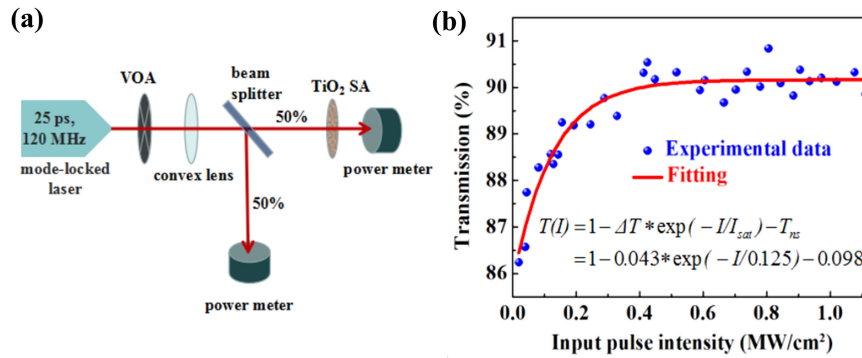 (a)
VOA
beam
splitter
TiO₂ SA
25 ps,
120 MHz
50%
mode-locked
laser
convex lens
power meter
50%
power meter
(b)
91
90
89
88
87
86
Transmission (%)
Experimental data
Fitting
T(I) = 1 − ΔT * exp(−I/I_sat) − T_ns
= 1 − 0.043 * exp(−I/0.125) − 0.098
0.0 0.2 0.4 0.6 0.8 1.0
Input pulse intensity (MW/cm²)